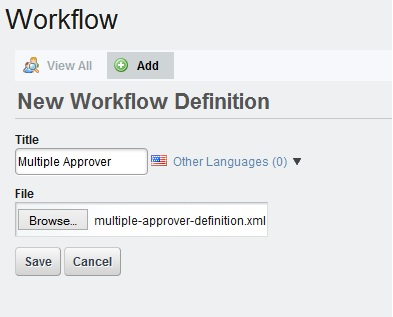 Workflow
View All Add
New Workflow Definition
Title
Multiple Approver Other Languages (0) ▼
File
Browse... multiple-approver-definition.xml
Save Cancel